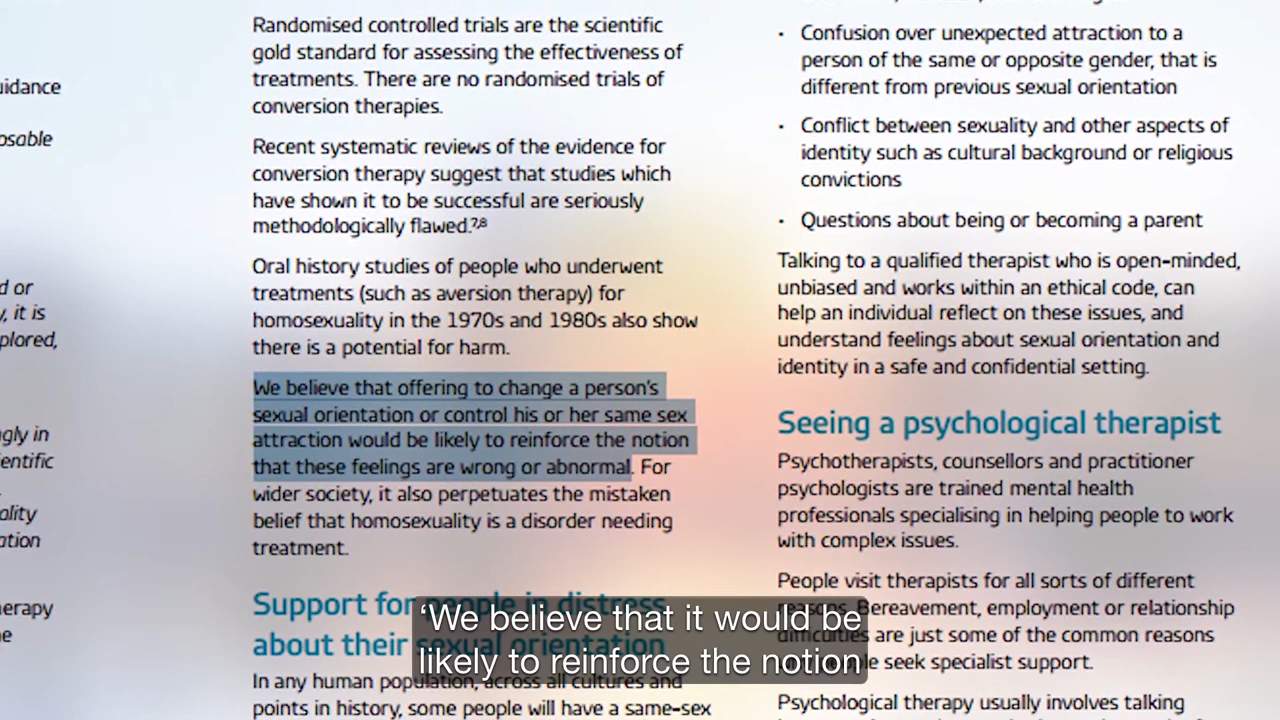 uidance
osable
d or
y, it is
plored,
gly in
entific
ality
ation
erapy
e
Randomised controlled trials are the scientific
gold standard for assessing the effectiveness of
treatments. There are no randomised trials of
conversion therapies.
Recent systematic reviews of the evidence for
conversion therapy suggest that studies which
have shown it to be successful are seriously
methodologically flawed.7,8
Oral history studies of people who underwent
treatments (such as aversion therapy) for
homosexuality in the 1970s and 1980s also show
there is a potential for harm.
We believe that offering to change a person's
sexual orientation or control his or her same sex
attraction would be likely to reinforce the notion
that these feelings are wrong or abnormal. For
wider society, it also perpetuates the mistaken
belief that homosexuality is a disorder needing
treatment.
Support for people in distress
about their sexual orientation
In any human population, across all cultures and
points in history, some people will have a same-sex
• Confusion over unexpected attraction to a
person of the same or opposite gender, that is
different from previous sexual orientation
• Conflict between sexuality and other aspects of
identity such as cultural background or religious
convictions
• Questions about being or becoming a parent
Talking to a qualified therapist who is open-minded,
unbiased and works within an ethical code, can
help an individual reflect on these issues, and
understand feelings about sexual orientation and
identity in a safe and confidential setting.
Seeing a psychological therapist
Psychotherapists, counsellors and practitioner
psychologists are trained mental health
professionals specialising in helping people to work
with complex issues.
People visit therapists for all sorts of different
reasons. Bereavement, employment or relationship
difficulties are just some of the common reasons
people seek specialist support.
Psychological therapy usually involves talking
‘We believe that it would be
likely to reinforce the notion